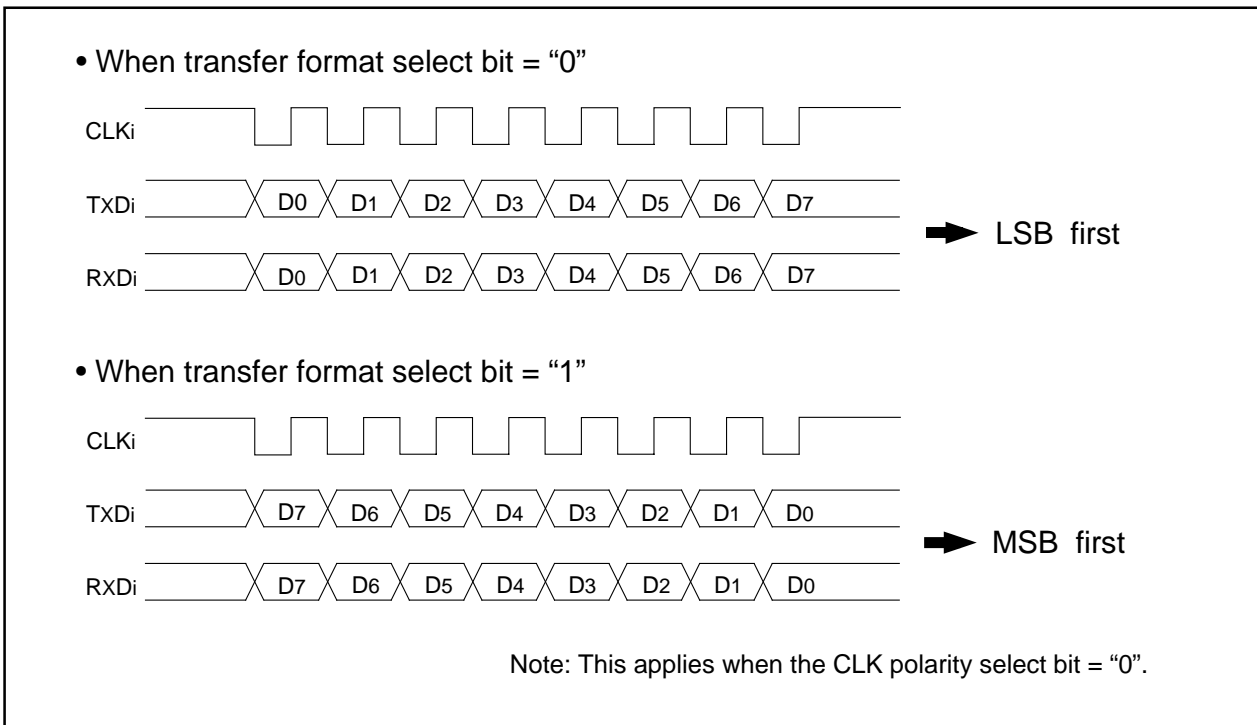 • When transfer format select bit = “0”
CLKi
TXDi D0 D1 D2 D3 D4 D5 D6 D7
RXDi D0 D1 D2 D3 D4 D5 D6 D7
LSB first
• When transfer format select bit = “1”
CLKi
TXDi D7 D6 D5 D4 D3 D2 D1 D0
RXDi D7 D6 D5 D4 D3 D2 D1 D0
MSB first
Note: This applies when the CLK polarity select bit = “0”.